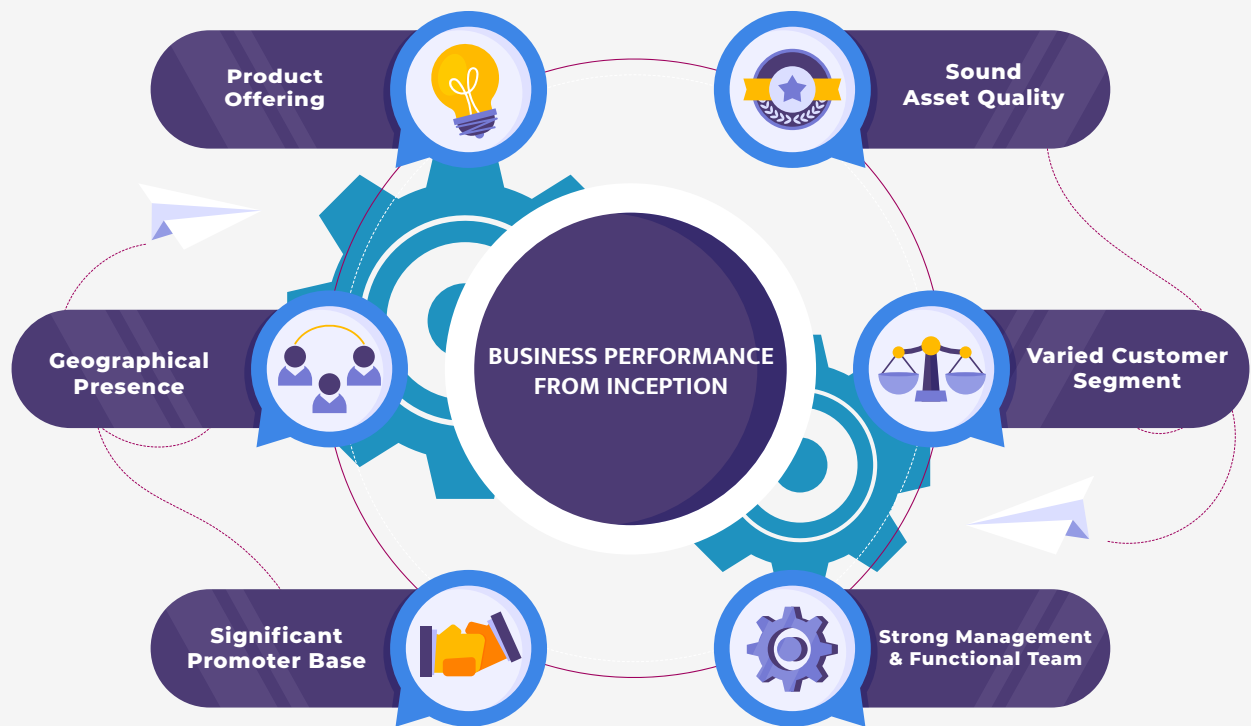 Product
Offering
Sound
Asset Quality
Geographical
Presence
BUSINESS PERFORMANCE
FROM INCEPTION
Varied Customer
Segment
Significant
Promoter Base
Strong Management
& Functional Team